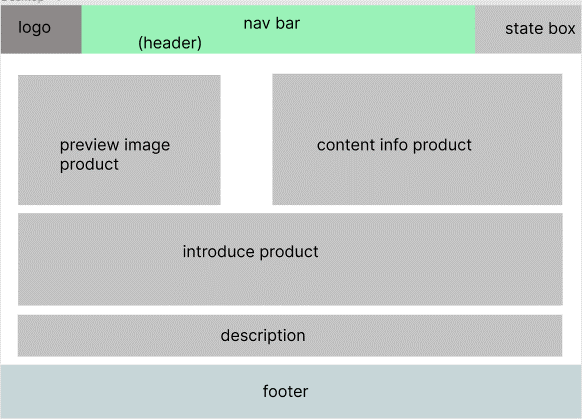 logo
nav bar
(header)
state box
preview image
product
content info product
introduce product
description
footer